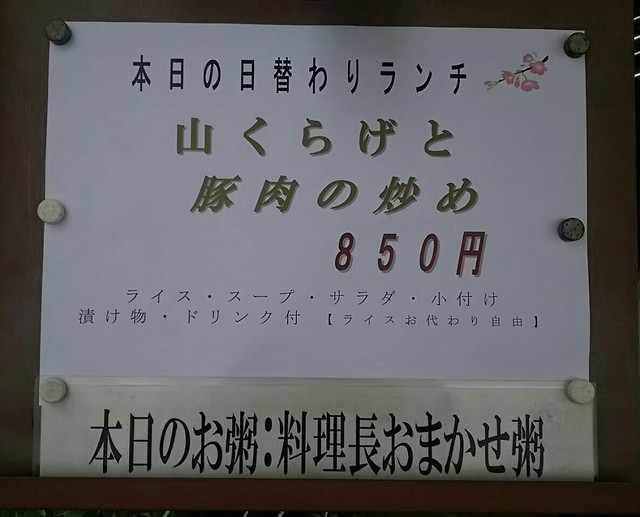 本日の日替わりランチ
山くらげと
豚肉の炒め
850円
ライス・スープ・サラダ・小付け
漬け物・ドリンク付【ライスお代わり自由】
本日のお粥:料理長おまかせ粥